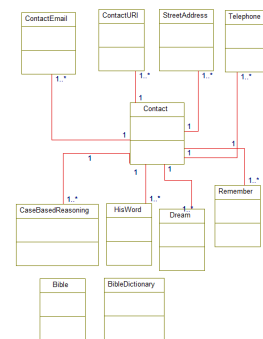 ContactEmail
ContactURI
StreetAddress
Telephone
1..*
1..*
1..*
1..*
1
Contact
1
1
1
1
1
1
1
1..*
1..*
1..*
1..*
CaseBasedReasoning
HisWord
Dream
Remember
Bible
BibleDictionary